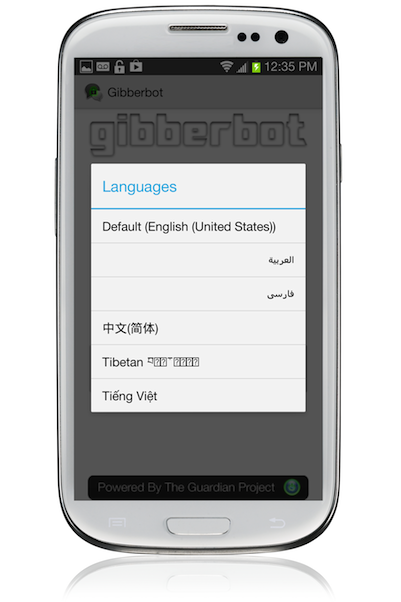 12:35 PM
Gibberbot
gibberbot
Languages
Default (English (United States))
العربية
فارسی
中文(简体)
Tibetan
Tiếng Việt
Powered By The Guardian Project